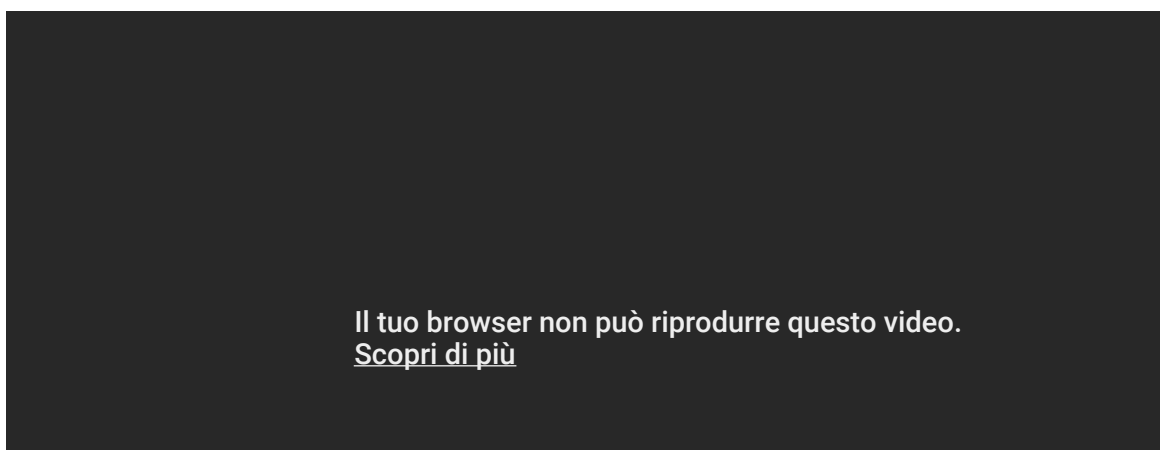 Il tuo browser non può riprodurre questo video.
Scopri di più